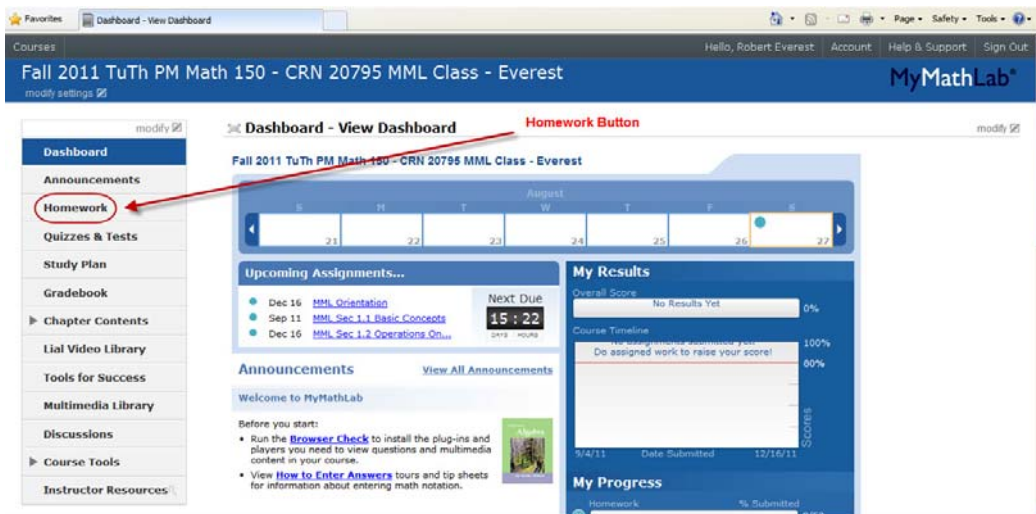 Favorites Dashboard - View Dashboard Page Safety Tools
Courses Hello, Robert Everest Account Help & Support Sign Out
Fall 2011 TuTh PM Math 150 - CRN 20795 MML Class - Everest MyMathLab
modify settings
modify
Dashboard
Announcements
Homework
Quizzes & Tests
Study Plan
Gradebook
Chapter Contents
Lial Video Library
Tools for Success
Multimedia Library
Discussions
Course Tools
Instructor Resources
Dashboard - View Dashboard
Homework Button
modify
Fall 2011 TuTh PM Math 150 - CRN 20795 MML Class - Everest
August
S M T W T F S
21 22 23 24 25 26 27
Upcoming Assignments...
Dec 16 MML Orientation
Sep 11 MML Sec 1.1 Basic Concepts
Dec 16 MML Sec 1.2 Operations On...
Next Due
15 : 22
DAYS HOURS
Announcements View All Announcements
Welcome to MyMathLab
Before you start:
• Run the Browser Check to install the plug-ins and
players you need to view questions and multimedia
content in your course.
• View How to Enter Answers tours and tip sheets
for information about entering math notation.
Algebra
My Results
Overall Score
No Results Yet 0%
Course Timeline
No assignments submitted yet. 100%
Do assigned work to raise your score!
80%
Scores
9/4/11 Date Submitted 12/16/11
My Progress
Homework % Submitted